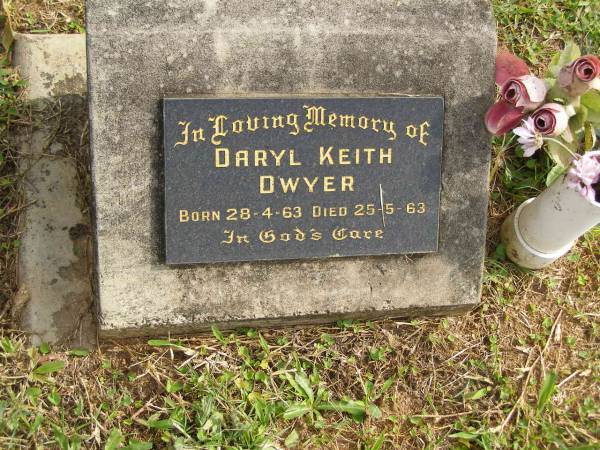 In Loving Memory of
DARYL KEITH
DWYER
BORN 28-4-63 DIED 25-5-63
In God's Care